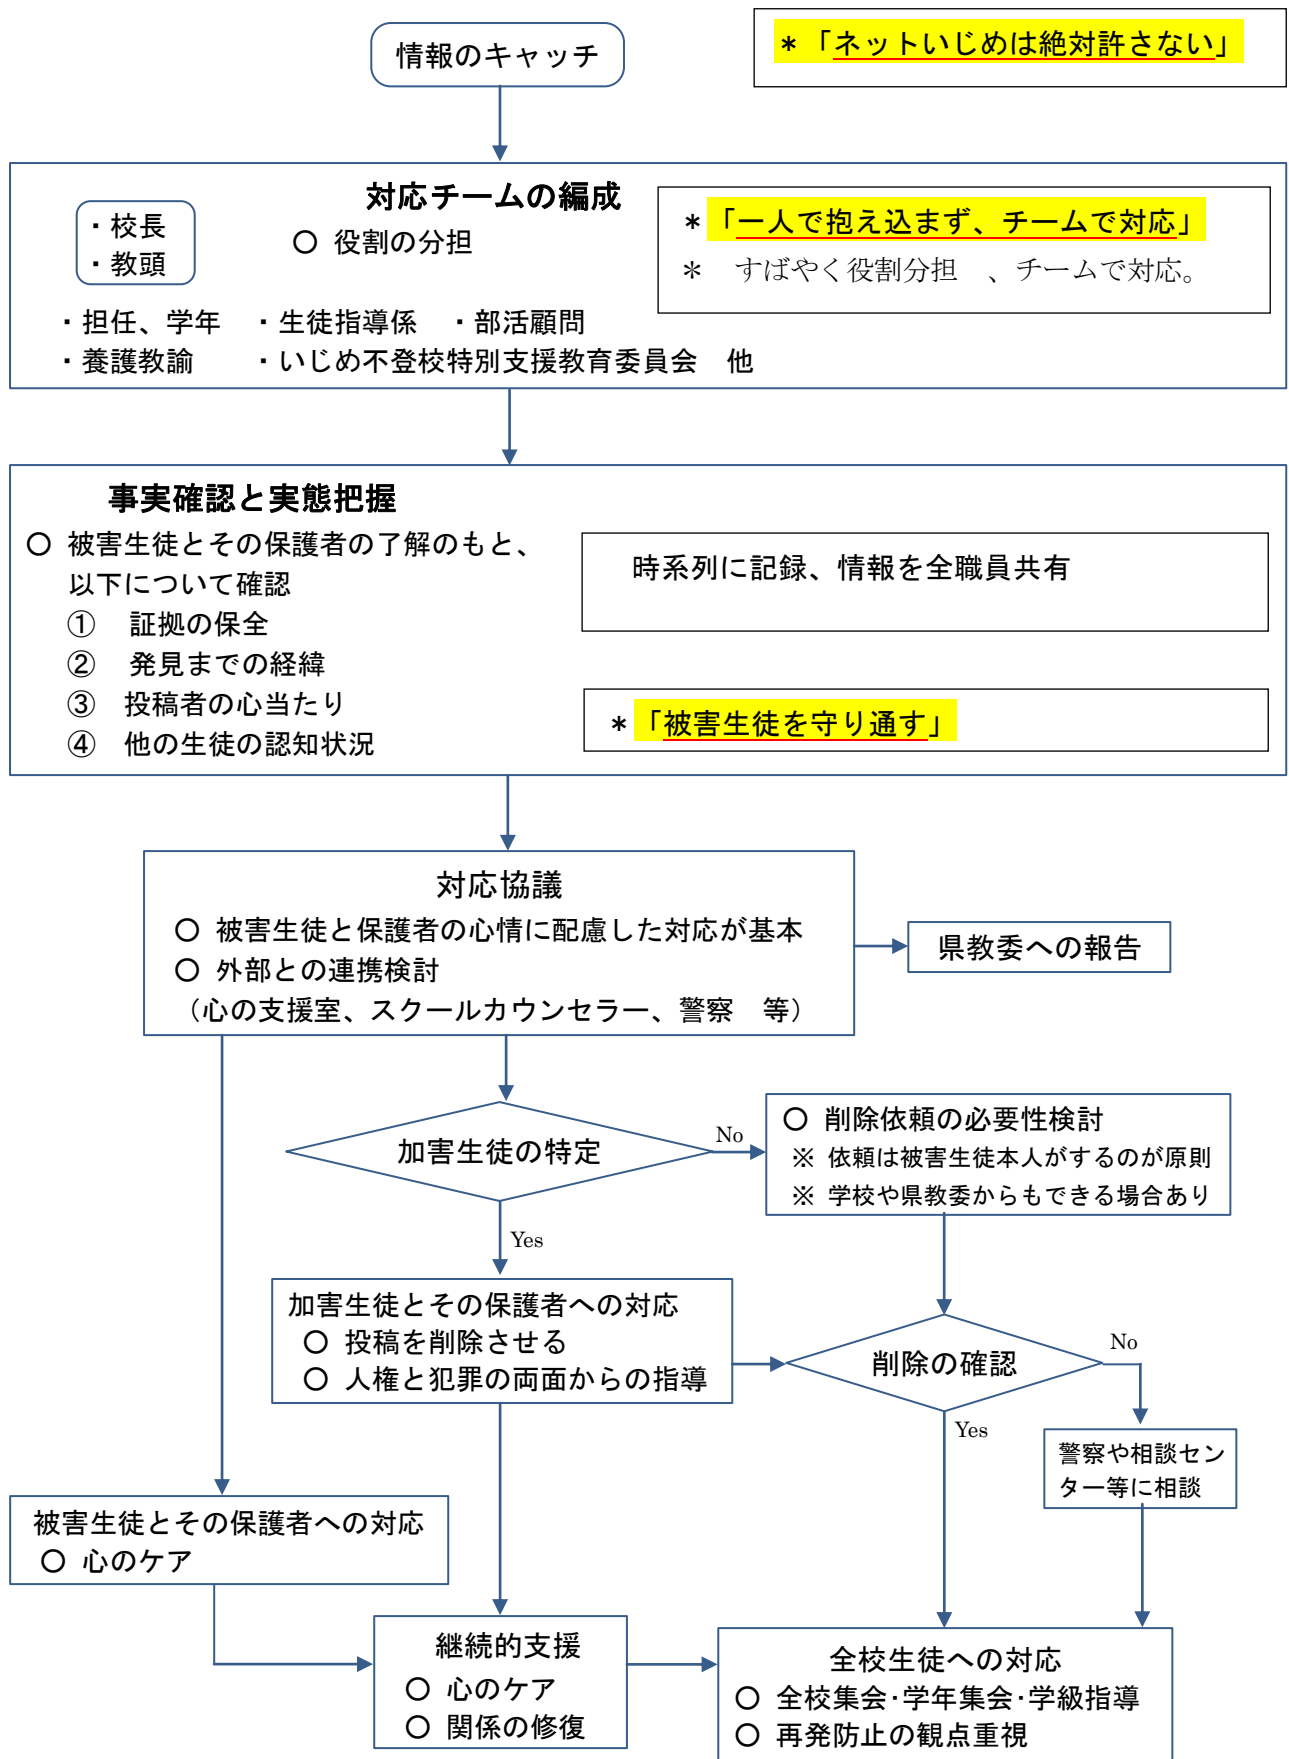 情報のキャッチ
*「ネットいじめは絶対許さない」
対応チームの編成
・校長
・教頭
○ 役割の分担
*「一人で抱え込まず、チームで対応」
* すばやく役割分担 、チームで対応。
・担任、学年 ・生徒指導係 ・部活顧問
・養護教諭 ・いじめ不登校特別支援教育委員会 他
事実確認と実態把握
○ 被害生徒とその保護者の了解のもと、
以下について確認
① 証拠の保全
② 発見までの経緯
③ 投稿者の心当たり
④ 他の生徒の認知状況
時系列に記録、情報を全職員共有
*「被害生徒を守り通す」
対応協議
○ 被害生徒と保護者の心情に配慮した対応が基本
○ 外部との連携検討
（心の支援室、スクールカウンセラー、警察 等）
県教委への報告
加害生徒の特定
No
○ 削除依頼の必要性検討
※ 依頼は被害生徒本人がするのが原則
※ 学校や県教委からもできる場合あり
Yes
加害生徒とその保護者への対応
○ 投稿を削除させる
○ 人権と犯罪の両面からの指導
削除の確認
No
Yes
警察や相談セン
ター等に相談
被害生徒とその保護者への対応
○ 心のケア
継続的支援
○ 心のケア
○ 関係の修復
全校生徒への対応
○ 全校集会･学年集会･学級指導
○ 再発防止の観点重視